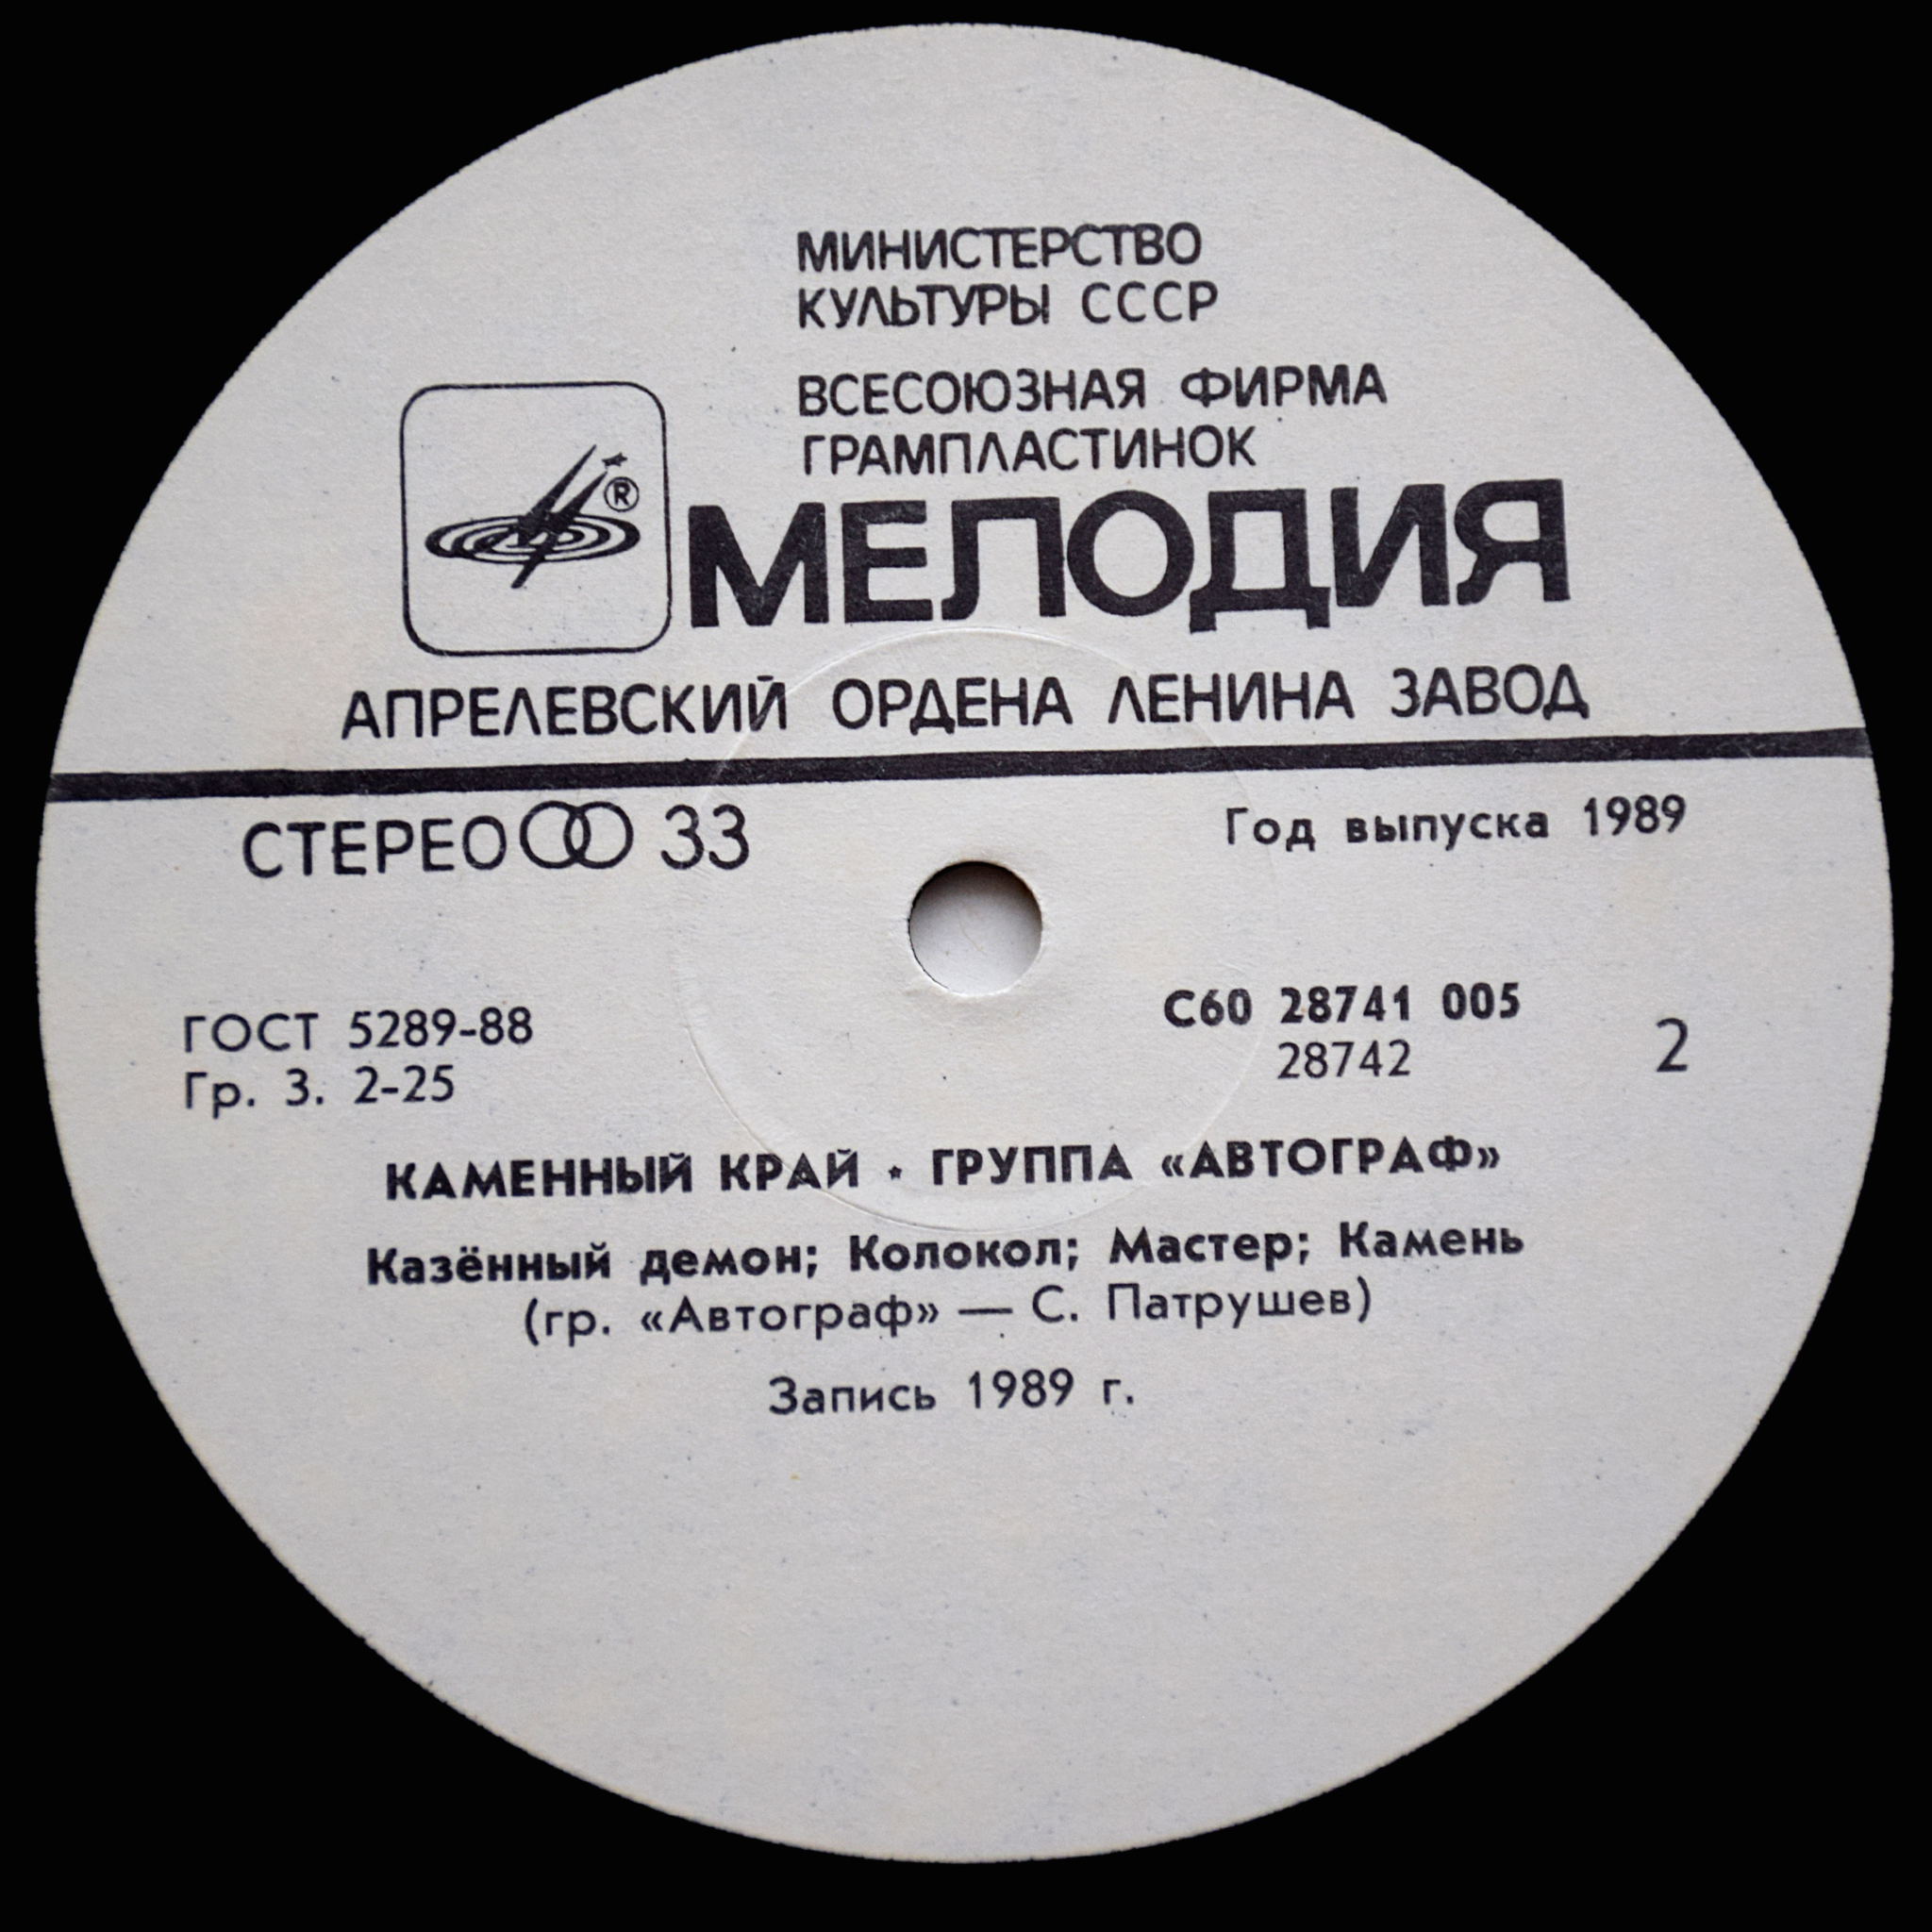 МИНИСТЕРСТВО
КУЛЬТУРЫ СССР
ВСЕСОЮЗНАЯ ФИРМА
ГРАМПЛАСТИНОК
®
МЕЛОДИЯ
АПРЕЛЕВСКИЙ ОРДЕНА ЛЕНИНА ЗАВОД
СТЕРЕО 33
Год выпуска 1989
ГОСТ 5289-88
Гр. 3. 2-25
С60 28741 005
28742
2
КАМЕННЫЙ КРАЙ • ГРУППА «АВТОГРАФ»
Казённый демон; Колокол; Мастер; Камень
(гр. «Автограф» — С. Патрушев)
Запись 1989 г.